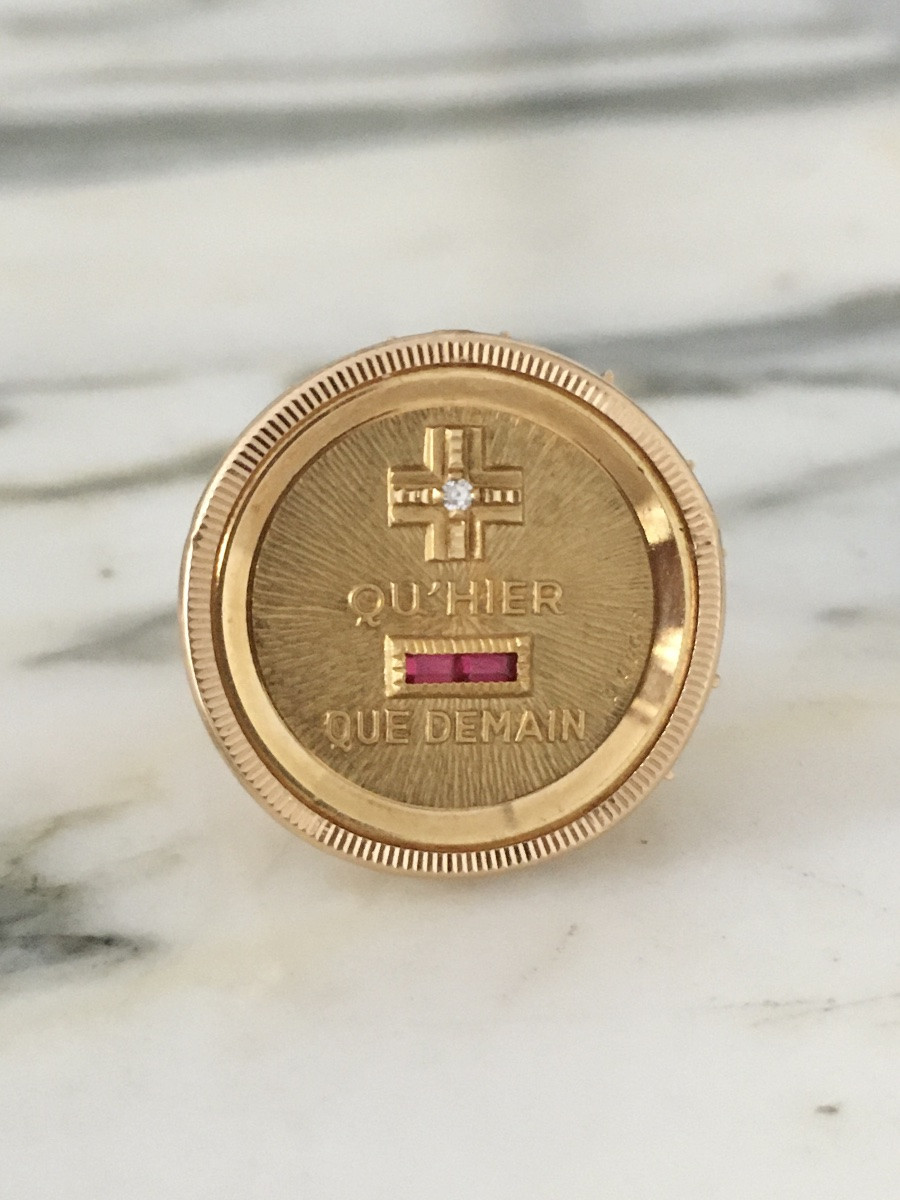 +
QU'HIER
-
QUE DEMAIN